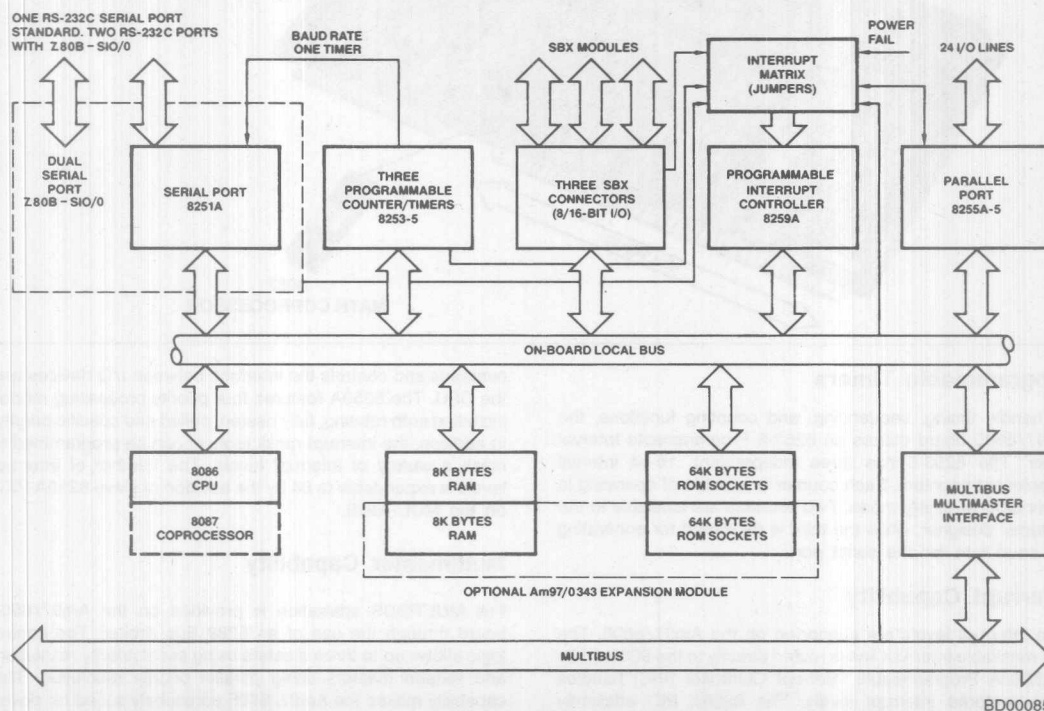 ONE RS-232C SERIAL PORT
STANDARD. TWO RS-232C PORTS
WITH Z80B – SIO/0
BAUD RATE
ONE TIMER
SBX MODULES
INTERRUPT
MATRIX
(JUMPERS)
POWER
FAIL
24 I/O LINES
DUAL
SERIAL
PORT
Z80B – SIO/0
SERIAL PORT
8251A
THREE
PROGRAMMABLE
COUNTER/TIMERS
8253-5
THREE SBX
CONNECTORS
(8/16-BIT I/O)
PROGRAMMABLE
INTERRUPT
CONTROLLER
8259A
PARALLEL
PORT
8255A-5
ON-BOARD LOCAL BUS
8086
CPU
8087
COPROCESSOR
8K BYTES
RAM
8K BYTES
RAM
64K BYTES
ROM SOCKETS
64K BYTES
ROM SOCKETS
MULTIBUS
MULTIMASTER
INTERFACE
OPTIONAL Am97/0343 EXPANSION MODULE
MULTIBUS
BD00085